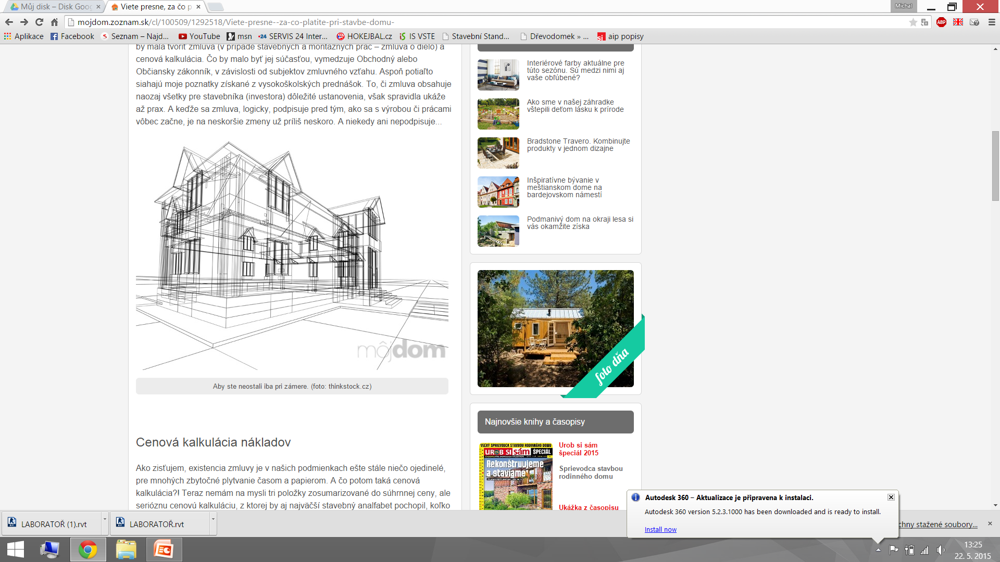 Můj disk – Disk Goog
Viete presne, za čo p
Michal
mojdom.zoznam.sk/cl/100509/1292518/Viete-presne--za-co-platite-pri-stavbe-domu-
ABP
Aplikace
Facebook
Seznam – Najd...
YouTube
msn
SERVIS 24 Inter...
HOKEJBAL.cz
IS VSTE
Stavební Stand...
Dřevodomek » ...
aip popisy
by mala tvoriť zmluva (v prípade stavebných a montážnych prác – zmluva o dielo) a
cenová kalkulácia. Čo by malo byť jej súčasťou, vymedzuje Obchodný alebo
Občiansky zákonník, v závislosti od subjektov zmluvného vzťahu. Aspoň potiaľto
siahajú moje poznatky získané z vysokoškolských prednášok. To, či zmluva obsahuje
naozaj všetky pre stavebníka (investora) dôležité ustanovenia, však spravidla ukáže
až prax. A keďže sa zmluva, logicky, podpisuje pred tým, ako sa s výrobou či prácami
vôbec začne, je na neskoršie zmeny už príliš neskoro. A niekedy ani nepodpisuje...
môjdom
Aby ste neostali iba pri zámere. (foto: thinkstock.cz)
Cenová kalkulácia nákladov
Ako zisťujem, existencia zmluvy je v našich podmienkach ešte stále niečo ojedinelé,
pre mnohých zbytočné plytvanie časom a papierom. A čo potom taká cenová
kalkulácia?! Teraz nemám na mysli tri položky zosumarizované do súhrnnej ceny, ale
serióznu cenovú kalkuláciu, z ktorej by aj najväčší stavebný analfabet pochopil, koľko
Interiérové farby aktuálne pre
túto sezónu. Sú medzi nimi aj
vaše obľúbené?
Ako sme v našej záhradke
vštepili deťom lásku k prírode
Bradstone Travero. Kombinujte
produkty v jednom dizajne
Inšpiratívne bývanie v
meštianskom dome na
bardejovskom námestí
Podmanivý dom na okraji lesa si
vás okamžite získa
foto dňa
Najnovšie knihy a časopisy
VEĽKÝ SPRIEVODCA STAVBOU RODINNÉHO DOMU
UROB SI SÁM
ŠPECIÁL
Rekonštruujeme
a staviame
Urob si sám
špeciál 2015
Sprievodca stavbou
rodinného domu
Ukážka z časopisu
Autodesk 360 – Aktualizace je připravena k instalaci.
Autodesk 360 version 5.2.3.1000 has been downloaded and is ready to install.
Install now
LABORATOŘ (1).rvt
LABORATOŘ.rvt
chny stažené soubory...
13:25
22. 5. 2015